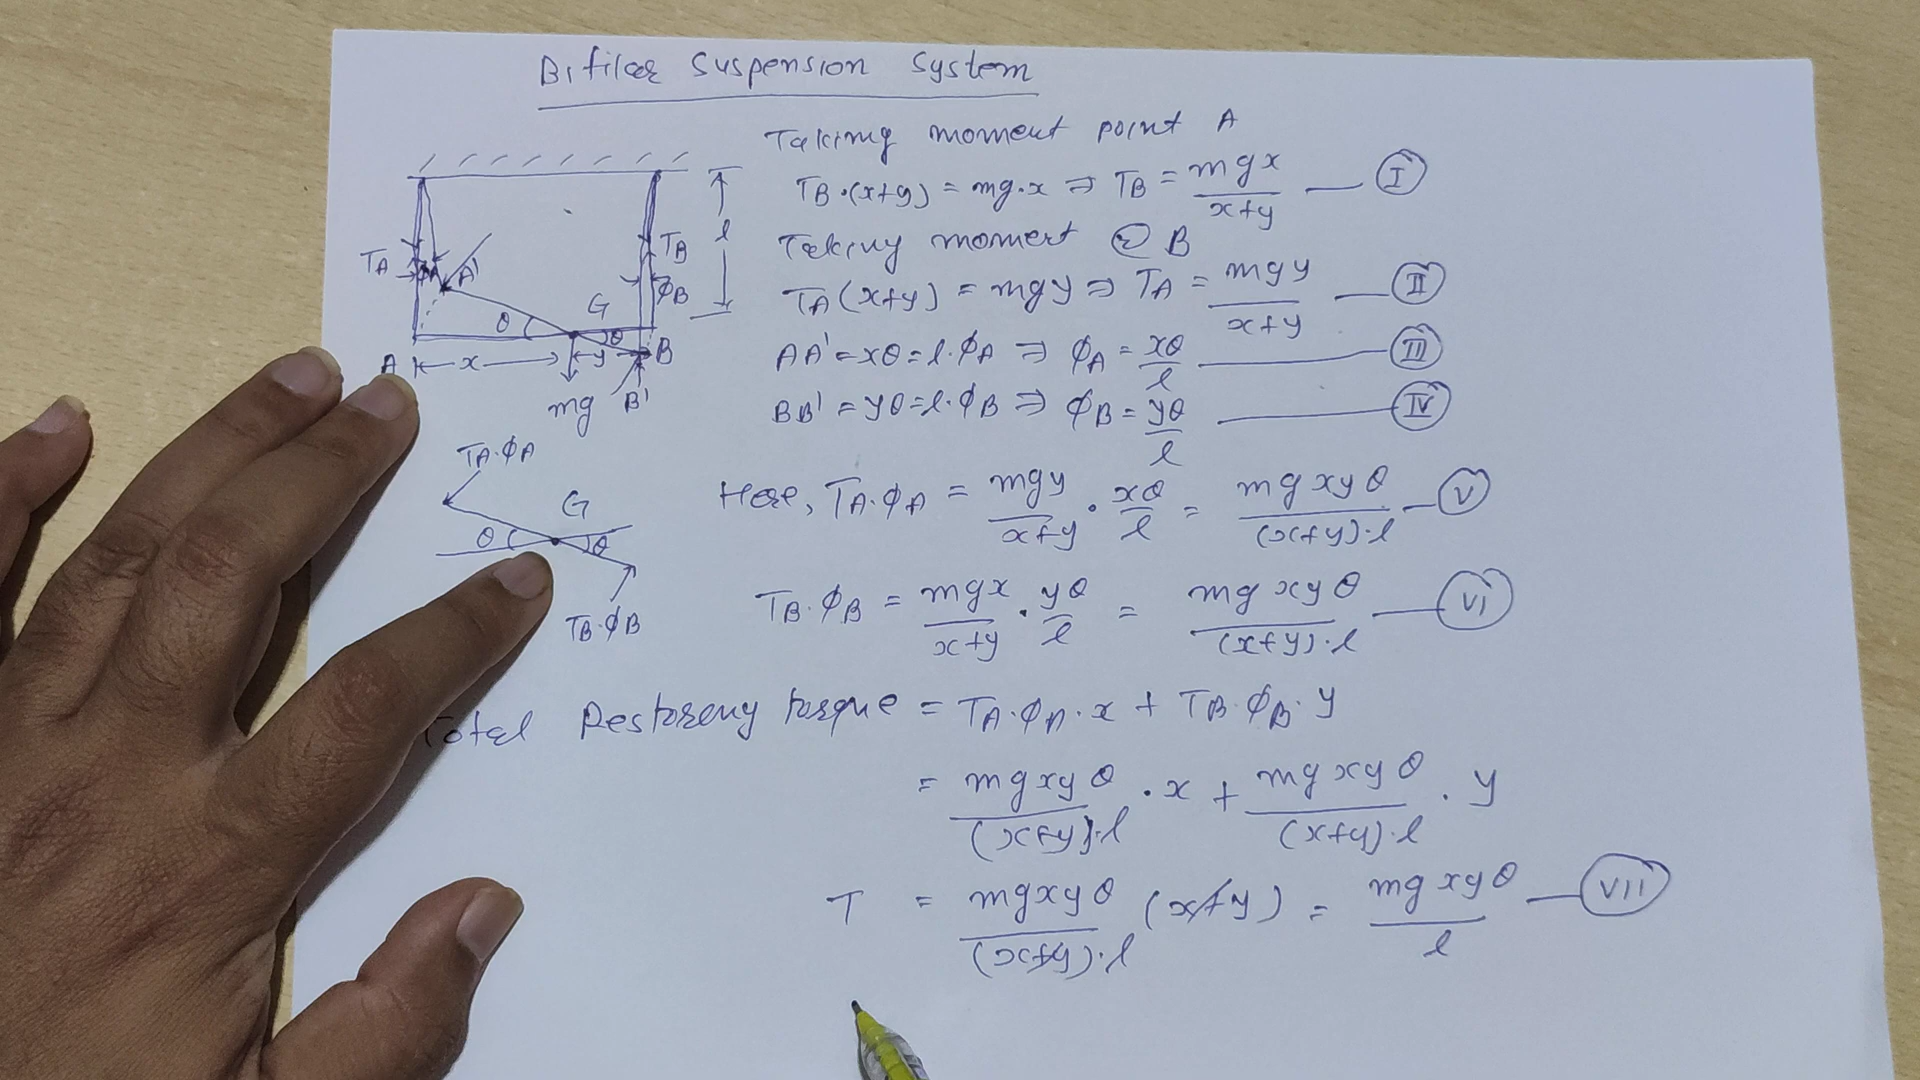 Bifilar Suspension System
Taking moment point A
TB·(x+y) = mg·x ⇒ TB = mgx/(x+y) — I
Taking moment @ B
TA(x+y) = mgy ⇒ TA = mgy/(x+y) — II
AA' = xθ = l·ϕA ⇒ ϕA = xθ/l — III
BB' = yθ = l·ϕB ⇒ ϕB = yθ/l — IV
TA
ϕA
A'
TB
ϕB
l
θ
G
θ
A
x
y
B
mg
B'
TA·ϕA
G
θ
θ
TB·ϕB
Here, TA·ϕA = mgy/(x+y) · xθ/l = mgxyθ/((x+y)·l) — V
TB·ϕB = mgx/(x+y) · yθ/l = mgxyθ/((x+y)·l) — VI
Total Restoring torque = TA·ϕA·x + TB·ϕB·y
= mgxyθ/((x+y)·l) · x + mgxyθ/((x+y)·l) · y
T = mgxyθ/((x+y)·l) (x+y) = mgxyθ/l — VII